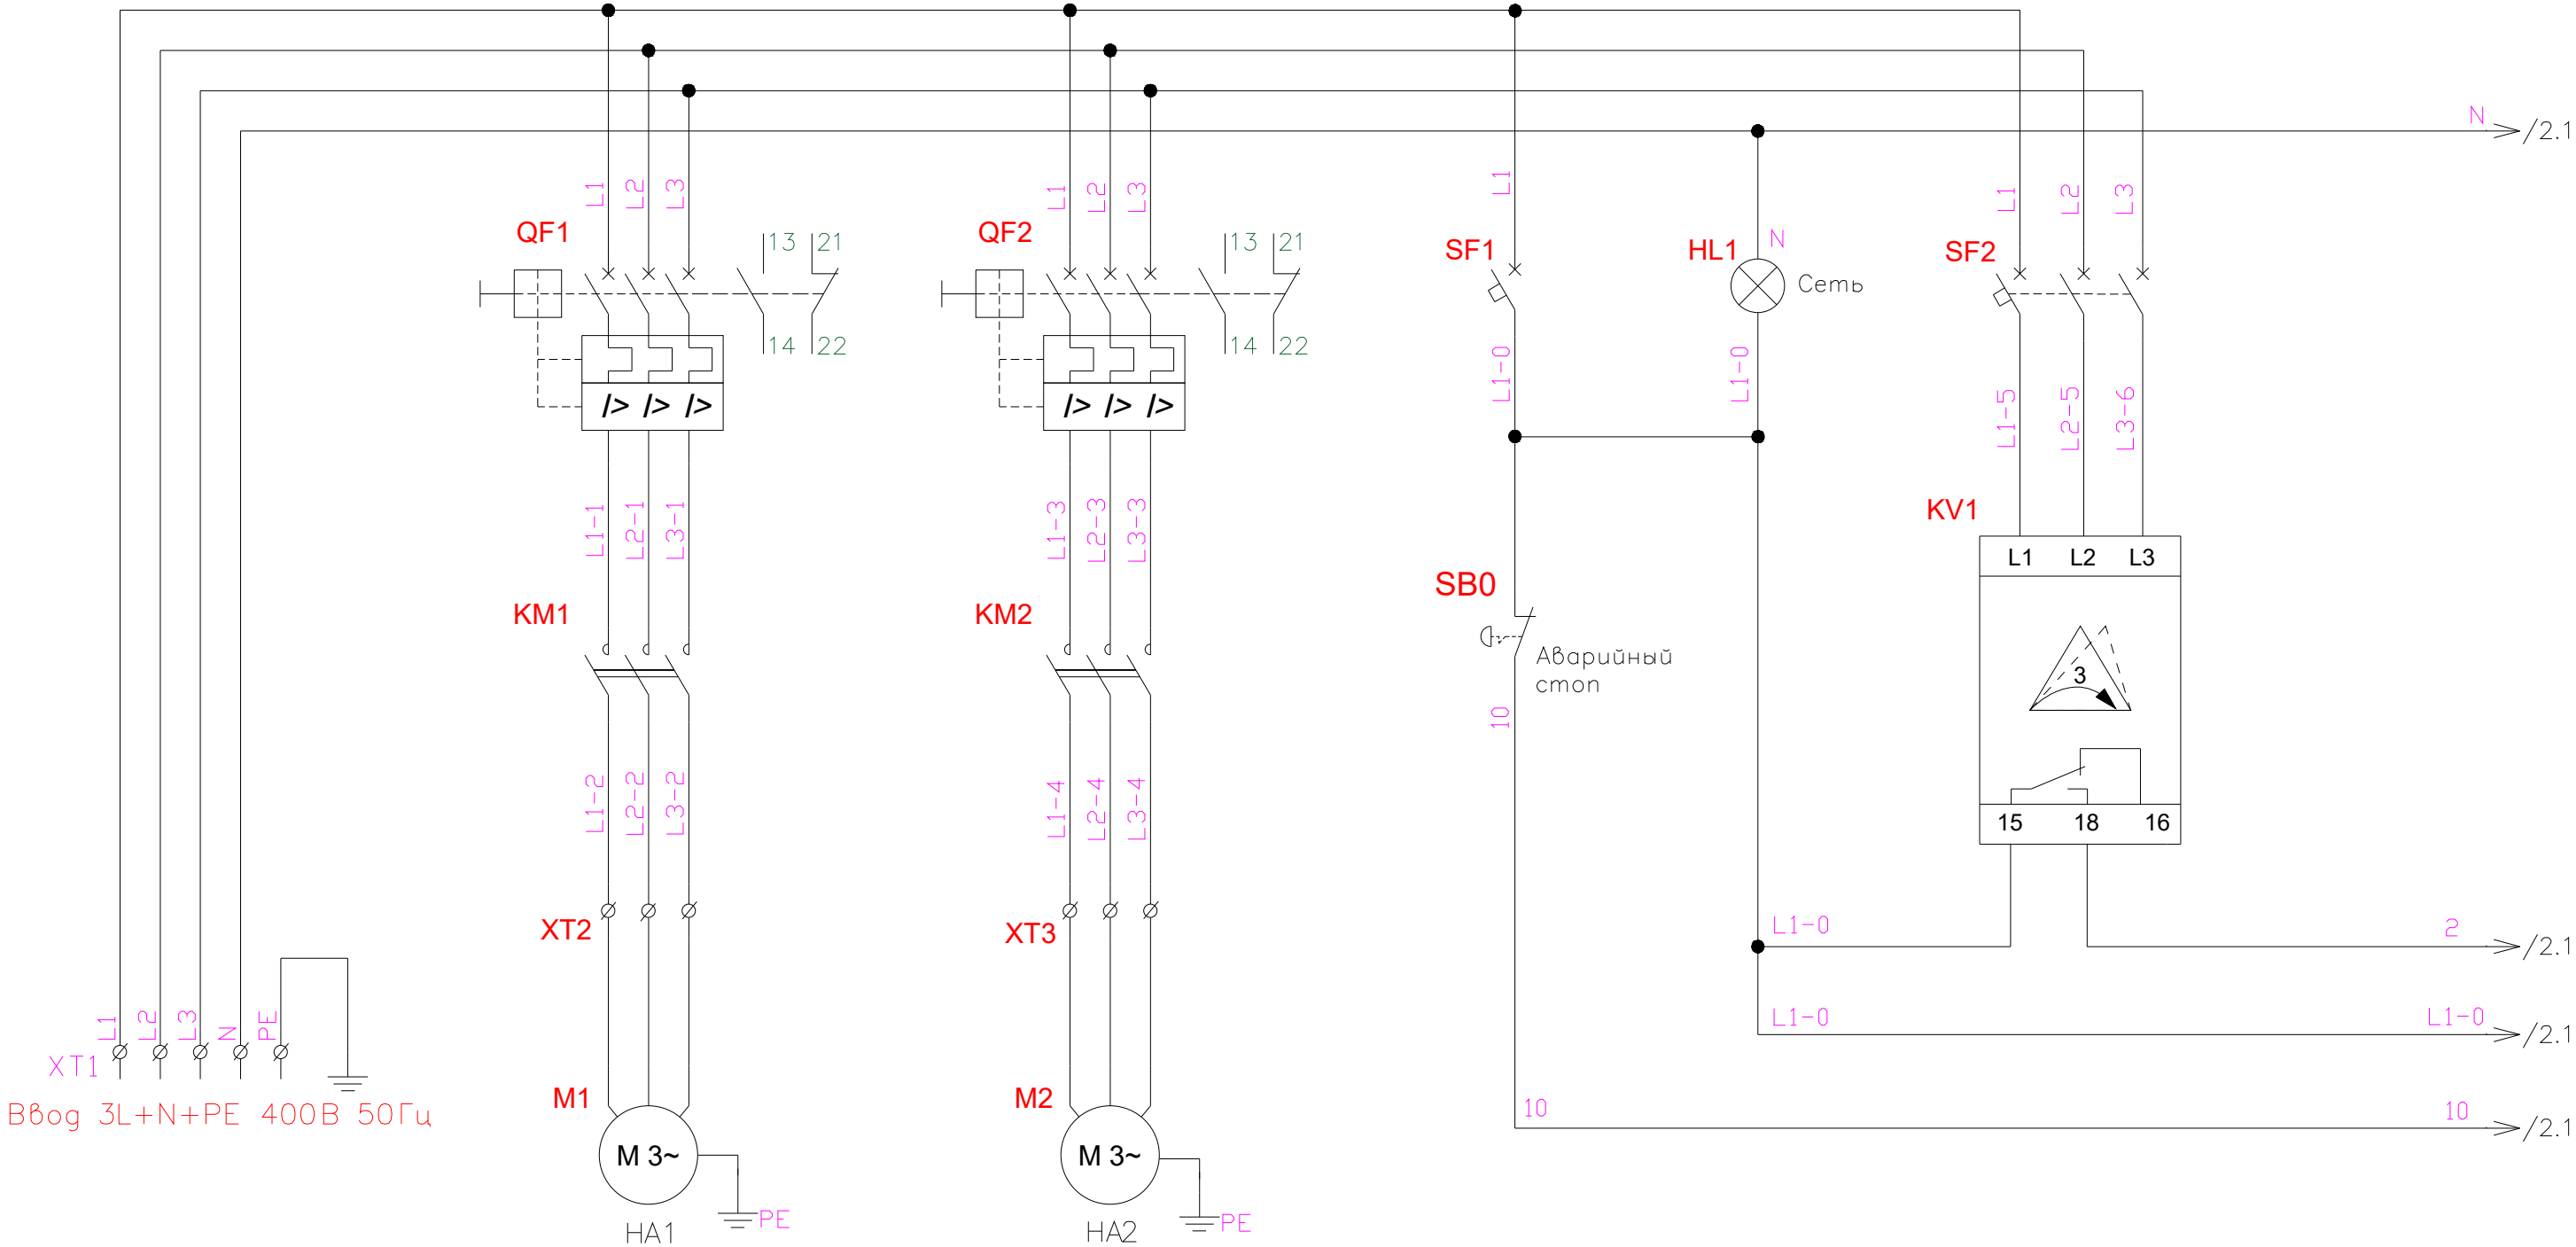 N
/2.1
L1
L2
L3
QF1
13
21
14
22
I> I> I>
L1-1
L2-1
L3-1
KM1
L1-2
L2-2
L3-2
XT2
M1
M 3~
HA1
PE
L1
L2
L3
QF2
13
21
14
22
I> I> I>
L1-3
L2-3
L3-3
KM2
L1-4
L2-4
L3-4
XT3
M2
M 3~
HA2
PE
L1
SF1
L1-0
SB0
Аварийный
стоп
10
HL1
N
Сеть
L1-0
L1
L2
L3
SF2
L1-5
L2-5
L3-6
KV1
L1 L2 L3
3
15 18 16
L1-0
2
/2.1
L1-0
L1-0
/2.1
10
10
/2.1
L1
L2
L3
N
PE
XT1
Ввод 3L+N+PE 400В 50Гц